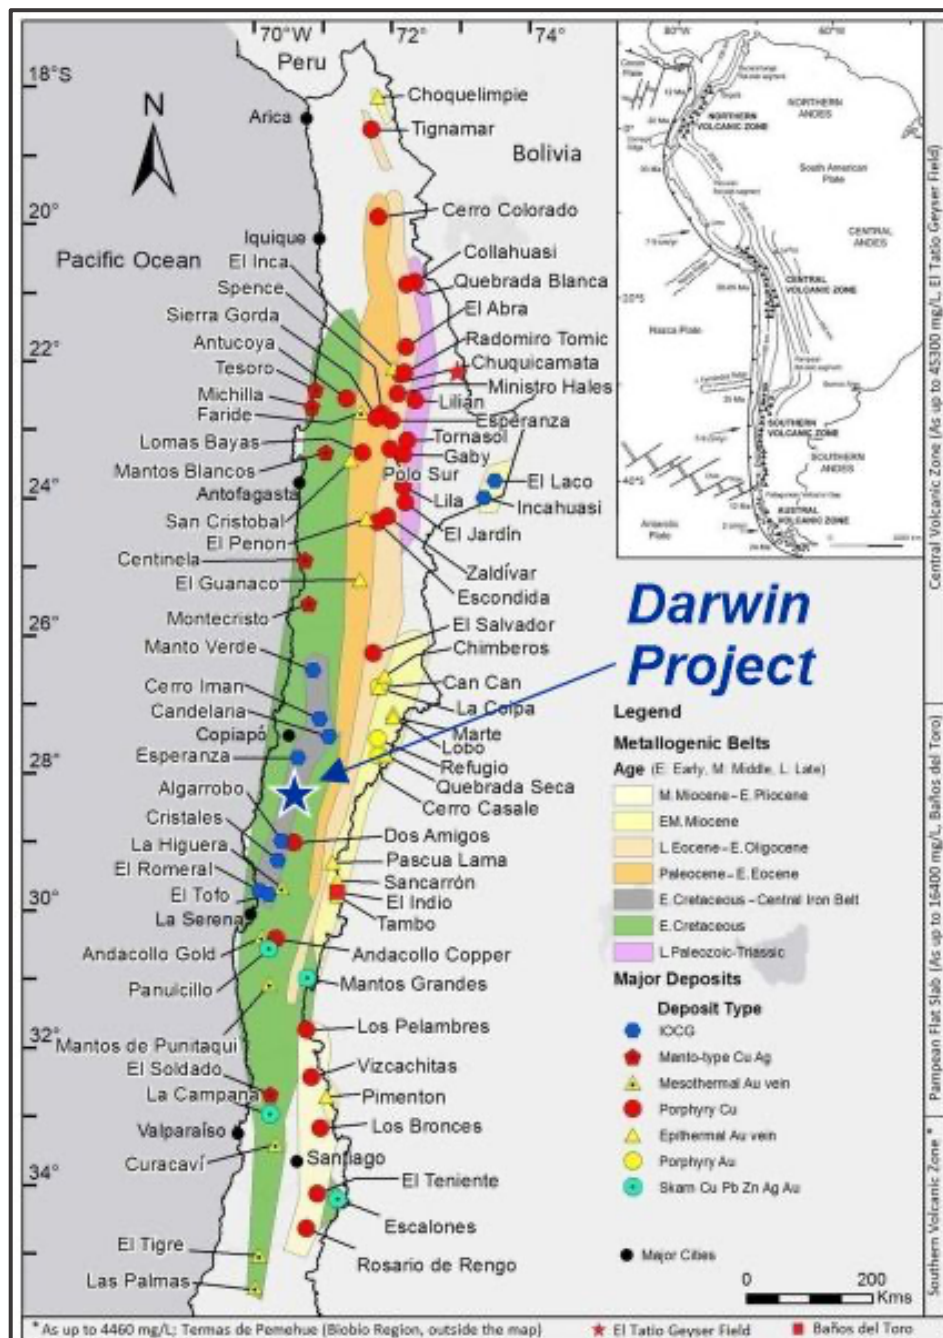 70°W
72°
74°
18°S
Peru
N
Choquelimpie
Arica
Tignamar
Bolivia
20°
Cerro Colorado
Iquique
Pacific Ocean
El Inca
Collahuasi
Spence
Quebrada Blanca
Sierra Gorda
El Abra
Antucoya
Radomiro Tomic
22°
Tesoro
Chuquicamata
Michilla
Ministro Hales
Faride
Lilian
Esperanza
Lomas Bayas
Tornasol
Mantos Blancos
Gaby
Polo Sur
El Laco
24°
Antofagasta
Lila
Incahuasi
San Cristobal
El Jardín
El Penon
Centinela
Zaldívar
El Guanaco
Escondida
Montecristo
26°
El Salvador
Manto Verde
Chimberos
Cerro Iman
Can Can
Candelaria
La Coipa
Copiapó
Marte
Lobo
Esperanza
Refugio
28°
Quebrada Seca
Algarrobo
Cerro Casale
Cristales
Dos Amigos
La Higuera
Pascua Lama
El Romeral
Sancarrón
30°
El Tofo
El Indio
La Serena
Tambo
Andacollo Gold
Andacollo Copper
Panulcillo
Mantos Grandes
32°
Los Pelambres
Mantos de Punitaqui
El Soldado
Vizcachitas
La Campana
Pimenton
Valparaíso
Los Bronces
Curacaví
Santiago
34°
El Teniente
Escalones
El Tigre
Rosario de Rengo
Las Palmas
Darwin
Project
NORTHERN
ANDES
NORTHERN
VOLCANIC ZONE
South American
Plate
CENTRAL
ANDES
CENTRAL
VOLCANIC ZONE
Nazca Plate
SOUTHERN
VOLCANIC ZONE
SOUTHERN
ANDES
Antarctic
Plate
AUSTRAL
VOLCANIC ZONE
Legend
Metallogenic Belts
Age (E: Early, M: Middle, L: Late)
M.Miocene-E.Pliocene
EM.Miocene
L.Eocene-E.Oligocene
Paleocene-E.Eocene
E.Cretaceous-Central Iron Belt
E.Cretaceous
L.Paleozoic-Triassic
Major Deposits
Deposit Type
IOCG
Manto-type Cu Ag
Mesothermal Au vein
Porphyry Cu
Epithermal Au vein
Porphyry Au
Skarn Cu Pb Zn Ag Au
Major Cities
0 200
Kms
Central Volcanic Zone (As up to 45300 mg/L, El Tatio Geyser Field)
Pampean Flat Slab (As up to 16400 mg/L, Baños del Toro)
Southern Volcanic Zone *
* As up to 4460 mg/L; Termas de Pemehue (Biobío Region, outside the map)
El Tatio Geyser Field
Baños del Toro